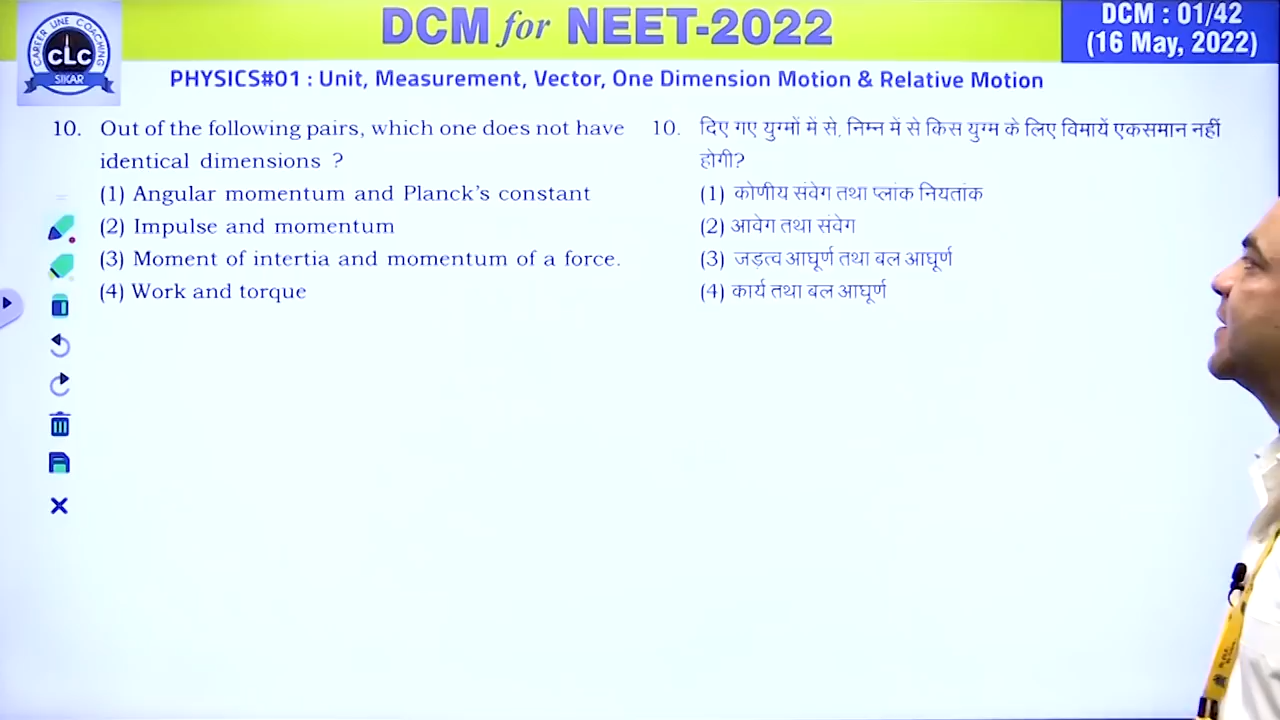 CAREER LINE COACHING
CLC
SIKAR
DCM for NEET-2022
DCM : 01/42
(16 May, 2022)
PHYSICS#01 : Unit, Measurement, Vector, One Dimension Motion & Relative Motion
10. Out of the following pairs, which one does not have
identical dimensions ?
(1) Angular momentum and Planck's constant
(2) Impulse and momentum
(3) Moment of intertia and momentum of a force.
(4) Work and torque
10. दिए गए युग्मों में से, निम्न में से किस युग्म के लिए विमायें एकसमान नहीं
होगी?
(1) कोणीय संवेग तथा प्लांक नियतांक
(2) आवेग तथा संवेग
(3) जड़त्व आघूर्ण तथा बल आघूर्ण
(4) कार्य तथा बल आघूर्ण